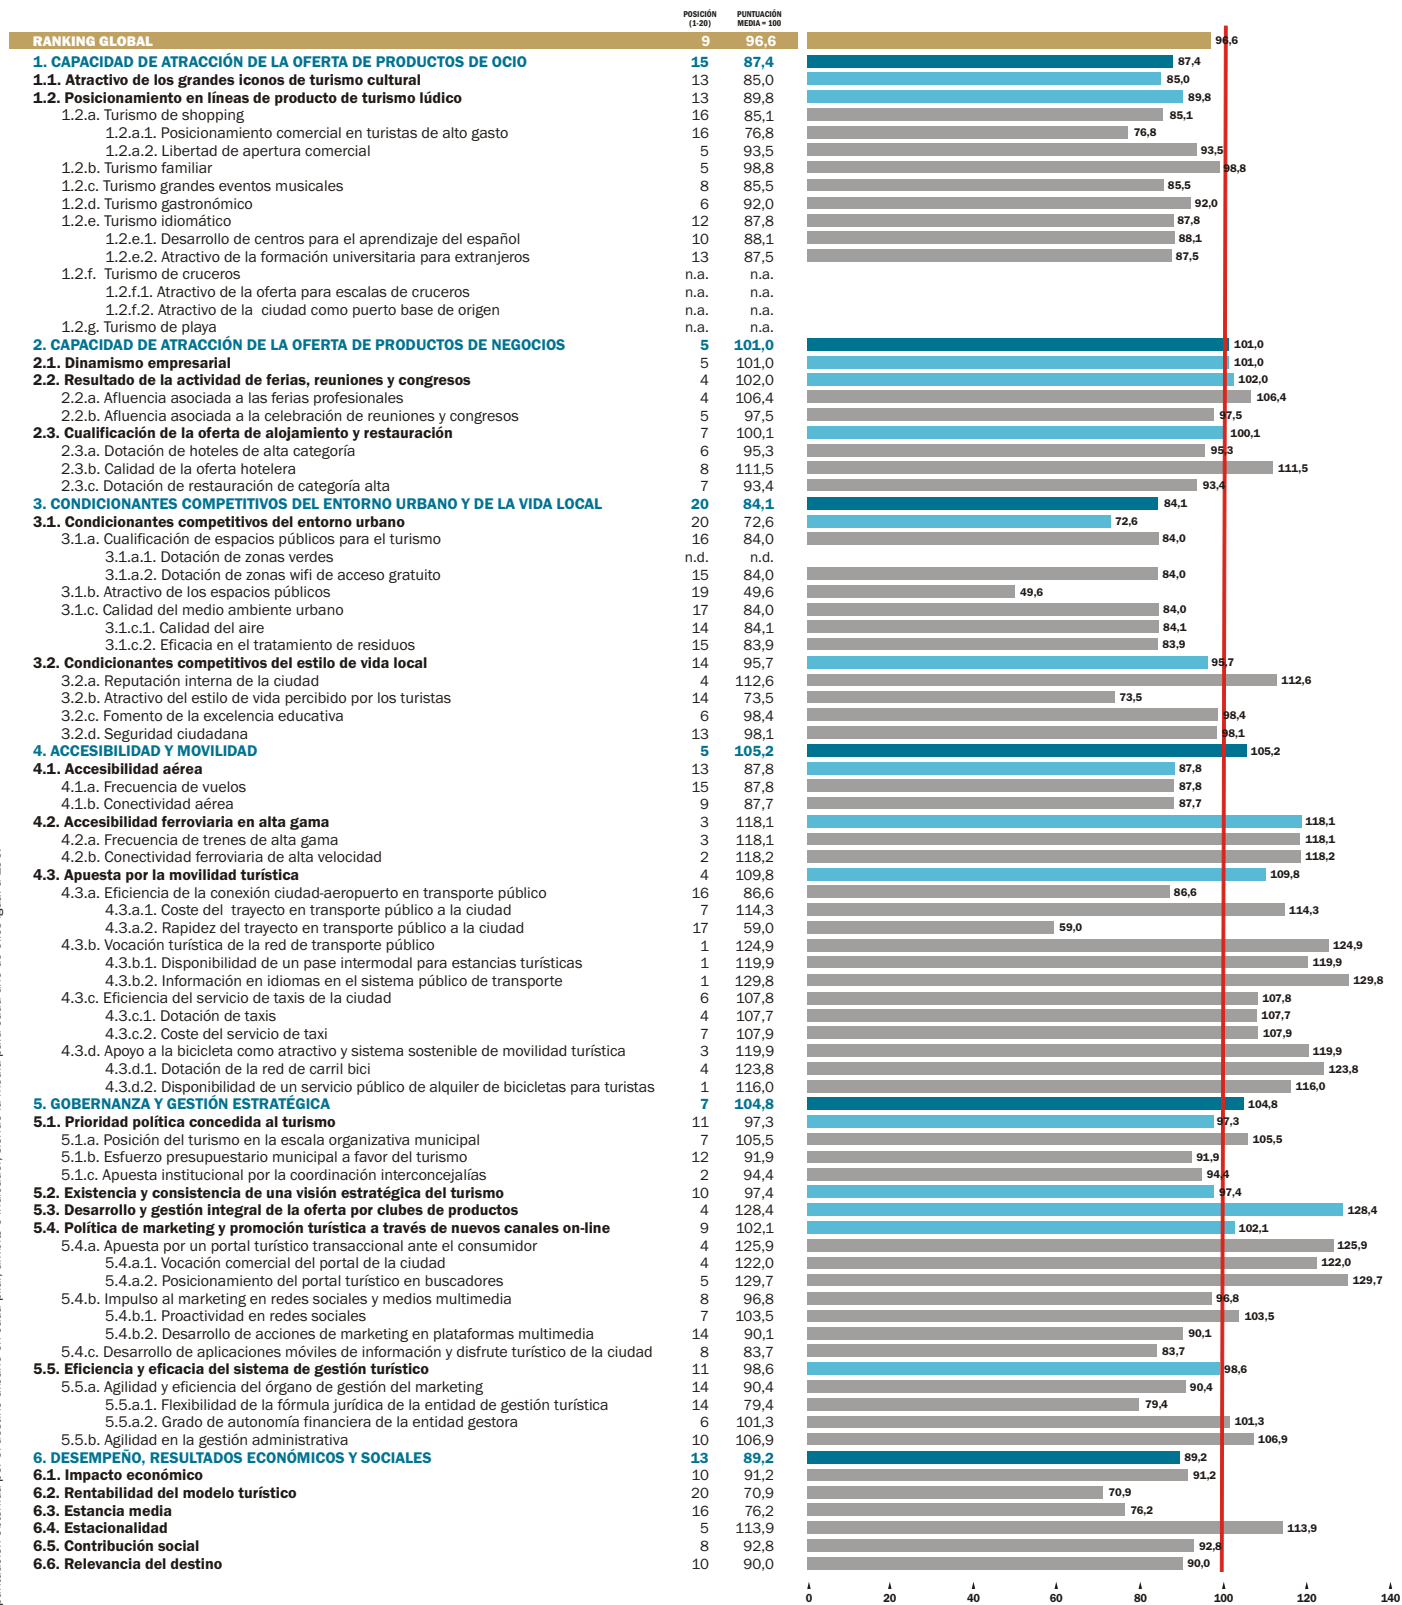 POSICIÓN (1-20) PUNTUACIÓN MEDIA = 100
RANKING GLOBAL 9 96,6 96,6
1. CAPACIDAD DE ATRACCIÓN DE LA OFERTA DE PRODUCTOS DE OCIO 15 87,4 87,4
1.1. Atractivo de los grandes iconos de turismo cultural 13 85,0 85,0
1.2. Posicionamiento en líneas de producto de turismo lúdico 13 89,8 89,8
1.2.a. Turismo de shopping 16 85,1 85,1
1.2.a.1. Posicionamiento comercial en turistas de alto gasto 16 76,8 76,8
1.2.a.2. Libertad de apertura comercial 5 93,5 93,5
1.2.b. Turismo familiar 5 98,8 98,8
1.2.c. Turismo grandes eventos musicales 8 85,5 85,5
1.2.d. Turismo gastronómico 6 92,0 92,0
1.2.e. Turismo idiomático 12 87,8 87,8
1.2.e.1. Desarrollo de centros para el aprendizaje del español 10 88,1 88,1
1.2.e.2. Atractivo de la formación universitaria para extranjeros 13 87,5 87,5
1.2.f. Turismo de cruceros n.a. n.a.
1.2.f.1. Atractivo de la oferta para escalas de cruceros n.a. n.a.
1.2.f.2. Atractivo de la ciudad como puerto base de origen n.a. n.a.
1.2.g. Turismo de playa n.a. n.a.
2. CAPACIDAD DE ATRACCIÓN DE LA OFERTA DE PRODUCTOS DE NEGOCIOS 5 101,0 101,0
2.1. Dinamismo empresarial 5 101,0 101,0
2.2. Resultado de la actividad de ferias, reuniones y congresos 4 102,0 102,0
2.2.a. Afluencia asociada a las ferias profesionales 4 106,4 106,4
2.2.b. Afluencia asociada a la celebración de reuniones y congresos 5 97,5 97,5
2.3. Cualificación de la oferta de alojamiento y restauración 7 100,1 100,1
2.3.a. Dotación de hoteles de alta categoría 6 95,3 95,3
2.3.b. Calidad de la oferta hotelera 8 111,5 111,5
2.3.c. Dotación de restauración de categoría alta 7 93,4 93,4
3. CONDICIONANTES COMPETITIVOS DEL ENTORNO URBANO Y DE LA VIDA LOCAL 20 84,1 84,1
3.1. Condicionantes competitivos del entorno urbano 20 72,6 72,6
3.1.a. Cualificación de espacios públicos para el turismo 16 84,0 84,0
3.1.a.1. Dotación de zonas verdes n.d. n.d.
3.1.a.2. Dotación de zonas wifi de acceso gratuito 15 84,0 84,0
3.1.b. Atractivo de los espacios públicos 19 49,6 49,6
3.1.c. Calidad del medio ambiente urbano 17 84,0 84,0
3.1.c.1. Calidad del aire 14 84,1 84,1
3.1.c.2. Eficacia en el tratamiento de residuos 15 83,9 83,9
3.2. Condicionantes competitivos del estilo de vida local 14 95,7 95,7
3.2.a. Reputación interna de la ciudad 4 112,6 112,6
3.2.b. Atractivo del estilo de vida percibido por los turistas 14 73,5 73,5
3.2.c. Fomento de la excelencia educativa 6 98,4 98,4
3.2.d. Seguridad ciudadana 13 98,1 98,1
4. ACCESIBILIDAD Y MOVILIDAD 5 105,2 105,2
4.1. Accesibilidad aérea 13 87,8 87,8
4.1.a. Frecuencia de vuelos 15 87,8 87,8
4.1.b. Conectividad aérea 9 87,7 87,7
4.2. Accesibilidad ferroviaria en alta gama 3 118,1 118,1
4.2.a. Frecuencia de trenes de alta gama 3 118,1 118,1
4.2.b. Conectividad ferroviaria de alta velocidad 2 118,2 118,2
4.3. Apuesta por la movilidad turística 4 109,8 109,8
4.3.a. Eficiencia de la conexión ciudad-aeropuerto en transporte público 16 86,6 86,6
4.3.a.1. Coste del trayecto en transporte público a la ciudad 7 114,3 114,3
4.3.a.2. Rapidez del trayecto en transporte público a la ciudad 17 59,0 59,0
4.3.b. Vocación turística de la red de transporte público 1 124,9 124,9
4.3.b.1. Disponibilidad de un pase intermodal para estancias turísticas 1 119,9 119,9
4.3.b.2. Información en idiomas en el sistema público de transporte 1 129,8 129,8
4.3.c. Eficiencia del servicio de taxis de la ciudad 6 107,8 107,8
4.3.c.1. Dotación de taxis 4 107,7 107,7
4.3.c.2. Coste del servicio de taxi 7 107,9 107,9
4.3.d. Apoyo a la bicicleta como atractivo y sistema sostenible de movilidad turística 3 119,9 119,9
4.3.d.1. Dotación de la red de carril bici 4 123,8 123,8
4.3.d.2. Disponibilidad de un servicio público de alquiler de bicicletas para turistas 1 116,0 116,0
5. GOBERNANZA Y GESTIÓN ESTRATÉGICA 7 104,8 104,8
5.1. Prioridad política concedida al turismo 11 97,3 97,3
5.1.a. Posición del turismo en la escala organizativa municipal 7 105,5 105,5
5.1.b. Esfuerzo presupuestario municipal a favor del turismo 12 91,9 91,9
5.1.c. Apuesta institucional por la coordinación interconcejalías 2 94,4 94,4
5.2. Existencia y consistencia de una visión estratégica del turismo 10 97,4 97,4
5.3. Desarrollo y gestión integral de la oferta por clubes de productos 4 128,4 128,4
5.4. Política de marketing y promoción turística a través de nuevos canales on-line 9 102,1 102,1
5.4.a. Apuesta por un portal turístico transaccional ante el consumidor 4 125,9 125,9
5.4.a.1. Vocación comercial del portal de la ciudad 4 122,0 122,0
5.4.a.2. Posicionamiento del portal turístico en buscadores 5 129,7 129,7
5.4.b. Impulso al marketing en redes sociales y medios multimedia 8 96,8 96,8
5.4.b.1. Proactividad en redes sociales 7 103,5 103,5
5.4.b.2. Desarrollo de acciones de marketing en plataformas multimedia 14 90,1 90,1
5.4.c. Desarrollo de aplicaciones móviles de información y disfrute turístico de la ciudad 8 83,7 83,7
5.5. Eficiencia y eficacia del sistema de gestión turístico 11 98,6 98,6
5.5.a. Agilidad y eficiencia del órgano de gestión del marketing 14 90,4 90,4
5.5.a.1. Flexibilidad de la fórmula jurídica de la entidad de gestión turística 14 79,4 79,4
5.5.a.2. Grado de autonomía financiera de la entidad gestora 6 101,3 101,3
5.5.b. Agilidad en la gestión administrativa 10 106,9 106,9
6. DESEMPEÑO, RESULTADOS ECONÓMICOS Y SOCIALES 13 89,2 89,2
6.1. Impacto económico 10 91,2 91,2
6.2. Rentabilidad del modelo turístico 20 70,9 70,9
6.3. Estancia media 16 76,2 76,2
6.4. Estacionalidad 5 113,9 113,9
6.5. Contribución social 8 92,8 92,8
6.6. Relevancia del destino 10 90,0 90,0
0 20 40 60 80 100 120 140